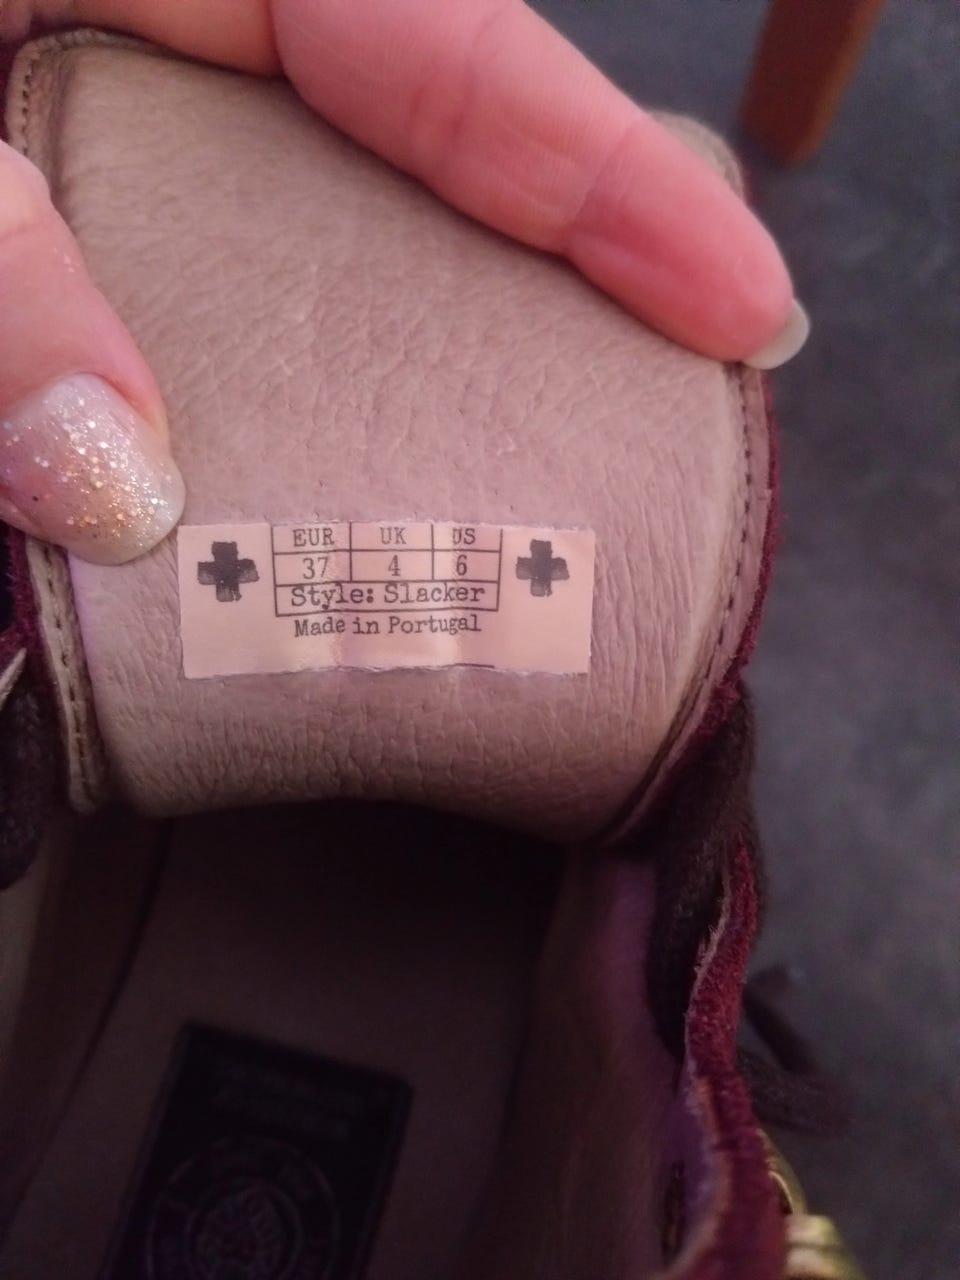 EUR UK US
37 4 6
Style: Slacker
Made in Portugal